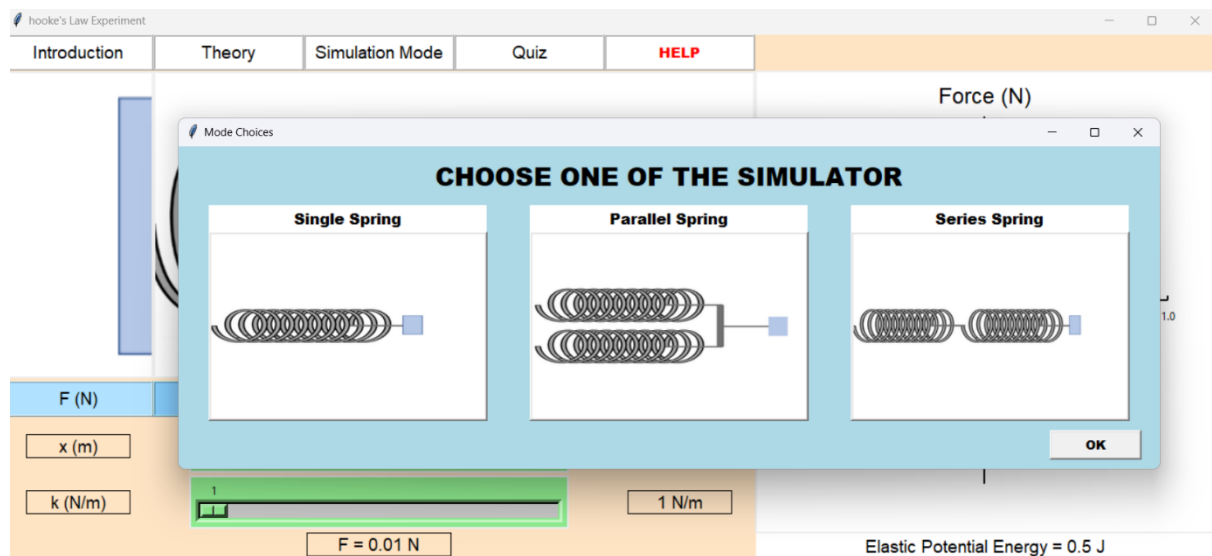 hooke's Law Experiment
Introduction
Theory
Simulation Mode
Quiz
HELP
Force (N)
Mode Choices
CHOOSE ONE OF THE SIMULATOR
Single Spring
Parallel Spring
Series Spring
1.0
F (N)
OK
x (m)
1
k (N/m)
1 N/m
F = 0.01 N
Elastic Potential Energy = 0.5 J